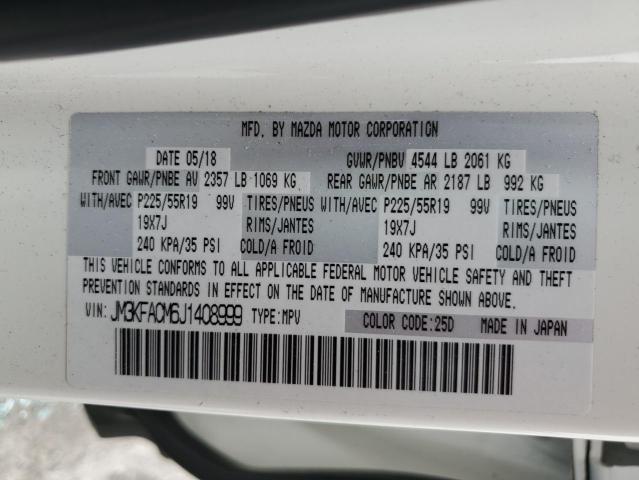 MFD. BY MAZDA MOTOR CORPORATION
DATE 05/18 GVWR/PNBV 4544 LB 2061 KG
FRONT GAWR/PNBE AV 2357 LB 1069 KG REAR GAWR/PNBE AR 2187 LB 992 KG
WITH/AVEC P225/55R19 99V TIRES/PNEUS WITH/AVEC P225/55R19 99V TIRES/PNEUS
19X7J RIMS/JANTES 19X7J RIMS/JANTES
240 KPA/35 PSI COLD/A FROID 240 KPA/35 PSI COLD/A FROID
THIS VEHICLE CONFORMS TO ALL APPLICABLE FEDERAL MOTOR VEHICLE SAFETY AND THEFT
PREVENTION STANDARDS IN EFFECT ON THE DATE OF MANUFACTURE SHOWN ABOVE.
VIN: JM3KFACM6J1408999 TYPE:MPV COLOR CODE:25D MADE IN JAPAN